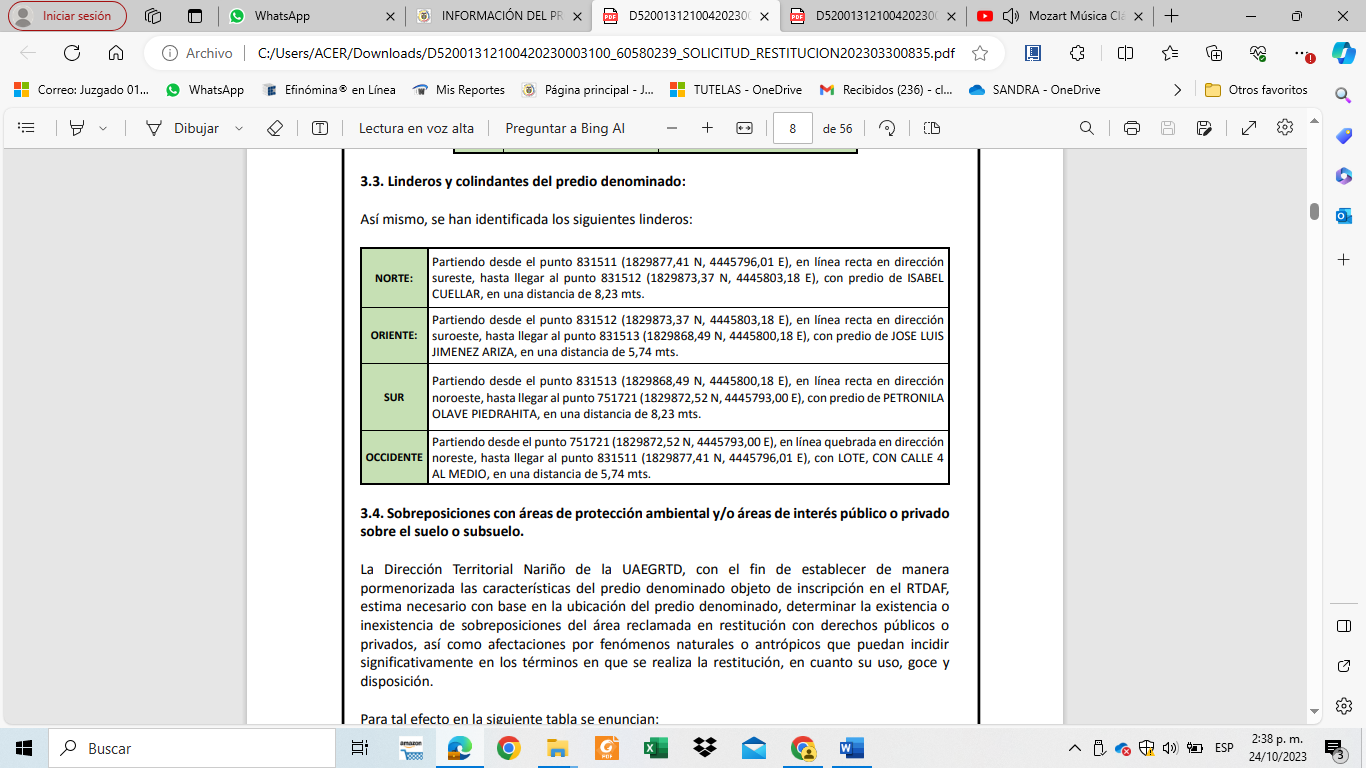 Iniciar sesión
WhatsApp
INFORMACIÓN DEL PR
D5200131210042023000
D5200131210042023000
Mozart Música Cla
Archivo
C:/Users/ACER/Downloads/D520013121004202300031​00_60580239_SOLICITUD_RESTITUCION202303300835.pdf
Correo: Juzgado 01...
WhatsApp
Efinómina® en Línea
Mis Reportes
Página principal - J...
TUTELAS - OneDrive
Recibidos (236) - cl...
SANDRA - OneDrive
Otros favoritos
Dibujar
Lectura en voz alta
Preguntar a Bing AI
8
de 56
3.3. Linderos y colindantes del predio denominado:
Así mismo, se han identificada los siguientes linderos:
NORTE:
Partiendo desde el punto 831511 (1829877,41 N, 4445796,01 E), en línea recta en dirección
sureste, hasta llegar al punto 831512 (1829873,37 N, 4445803,18 E), con predio de ISABEL
CUELLAR, en una distancia de 8,23 mts.
ORIENTE:
Partiendo desde el punto 831512 (1829873,37 N, 4445803,18 E), en línea recta en dirección
suroeste, hasta llegar al punto 831513 (1829868,49 N, 4445800,18 E), con predio de JOSE LUIS
JIMENEZ ARIZA, en una distancia de 5,74 mts.
SUR
Partiendo desde el punto 831513 (1829868,49 N, 4445800,18 E), en línea recta en dirección
noroeste, hasta llegar al punto 751721 (1829872,52 N, 4445793,00 E), con predio de PETRONILA
OLAVE PIEDRAHITA, en una distancia de 8,23 mts.
OCCIDENTE
Partiendo desde el punto 751721 (1829872,52 N, 4445793,00 E), en línea quebrada en dirección
noreste, hasta llegar al punto 831511 (1829877,41 N, 4445796,01 E), con LOTE, CON CALLE 4
AL MEDIO, en una distancia de 5,74 mts.
3.4. Sobreposiciones con áreas de protección ambiental y/o áreas de interés público o privado
sobre el suelo o subsuelo.
La Dirección Territorial Nariño de la UAEGRTD, con el fin de establecer de manera
pormenorizada las características del predio denominado objeto de inscripción en el RTDAF,
estima necesario con base en la ubicación del predio denominado, determinar la existencia o
inexistencia de sobreposiciones del área reclamada en restitución con derechos públicos o
privados, así como afectaciones por fenómenos naturales o antrópicos que puedan incidir
significativamente en los términos en que se realiza la restitución, en cuanto su uso, goce y
disposición.
Para tal efecto en la siguiente tabla se enuncian:
Buscar
amazon
PDF
ESP
2:38 p. m.
24/10/2023
3